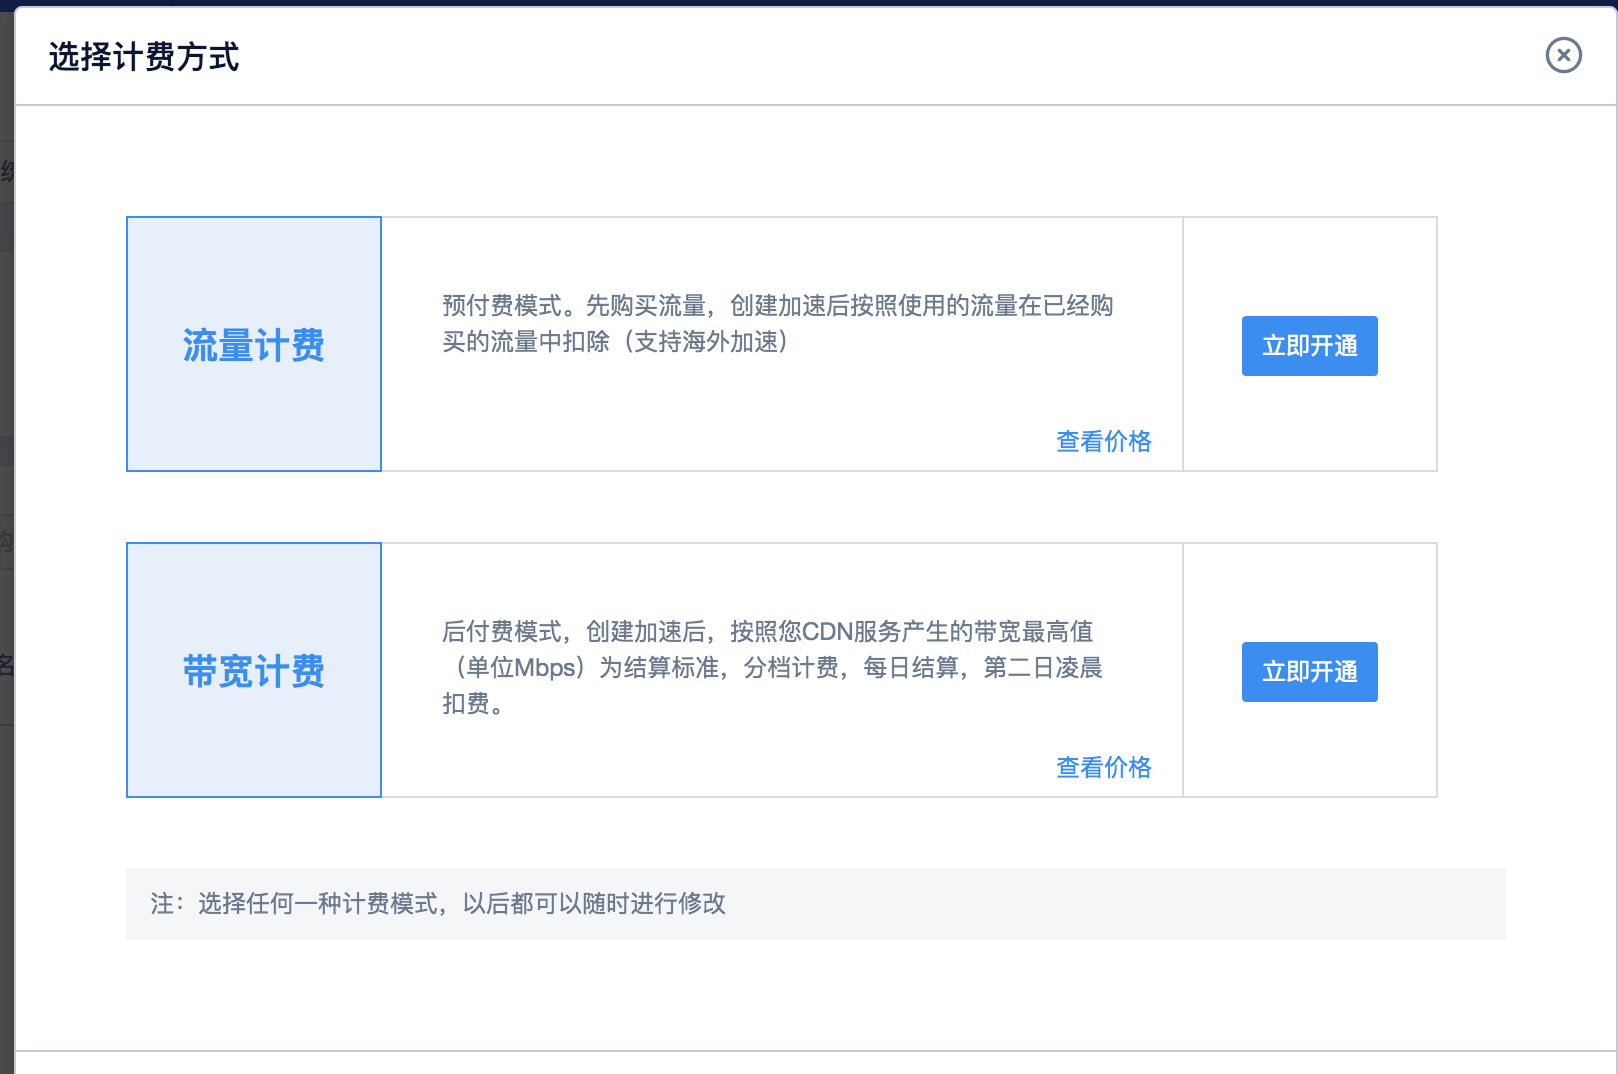 选择计费方式
流量计费
预付费模式。先购买流量，创建加速后按照使用的流量在已经购
买的流量中扣除（支持海外加速）
查看价格
立即开通
带宽计费
后付费模式，创建加速后，按照您CDN服务产生的带宽最高值
（单位Mbps）为结算标准，分档计费，每日结算，第二日凌晨
扣费。
查看价格
立即开通
注：选择任何一种计费模式，以后都可以随时进行修改